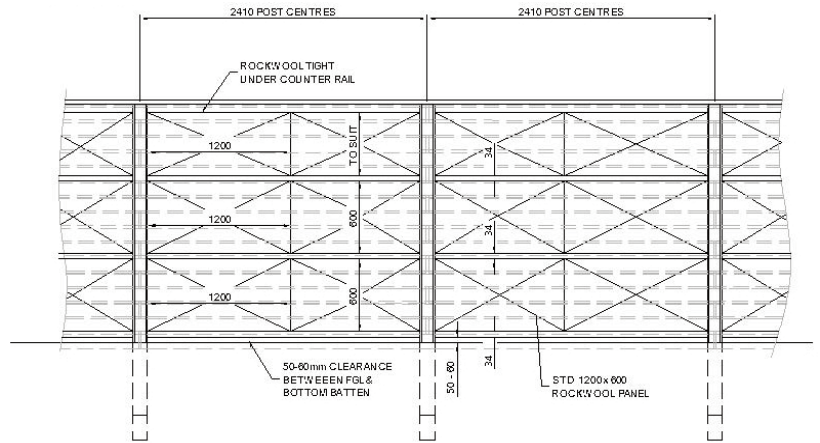 2410 POST CENTRES
2410 POST CENTRES
ROCKWOOL TIGHT
UNDER COUNTER RAIL
1200
TO SUIT
34
1200
600
34
1200
600
50-60mm CLEARANCE
BETWEEEN FGL &
BOTTOM BATTEN
50 - 60
34
STD 1200x600
ROCKWOOL PANEL